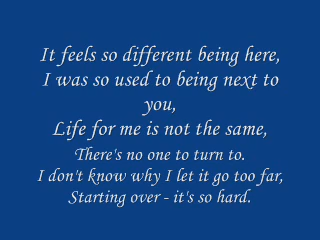 It feels so different being here,
I was so used to being next to
you,
Life for me is not the same,
There's no one to turn to.
I don't know why I let it go too far,
Starting over - it's so hard.